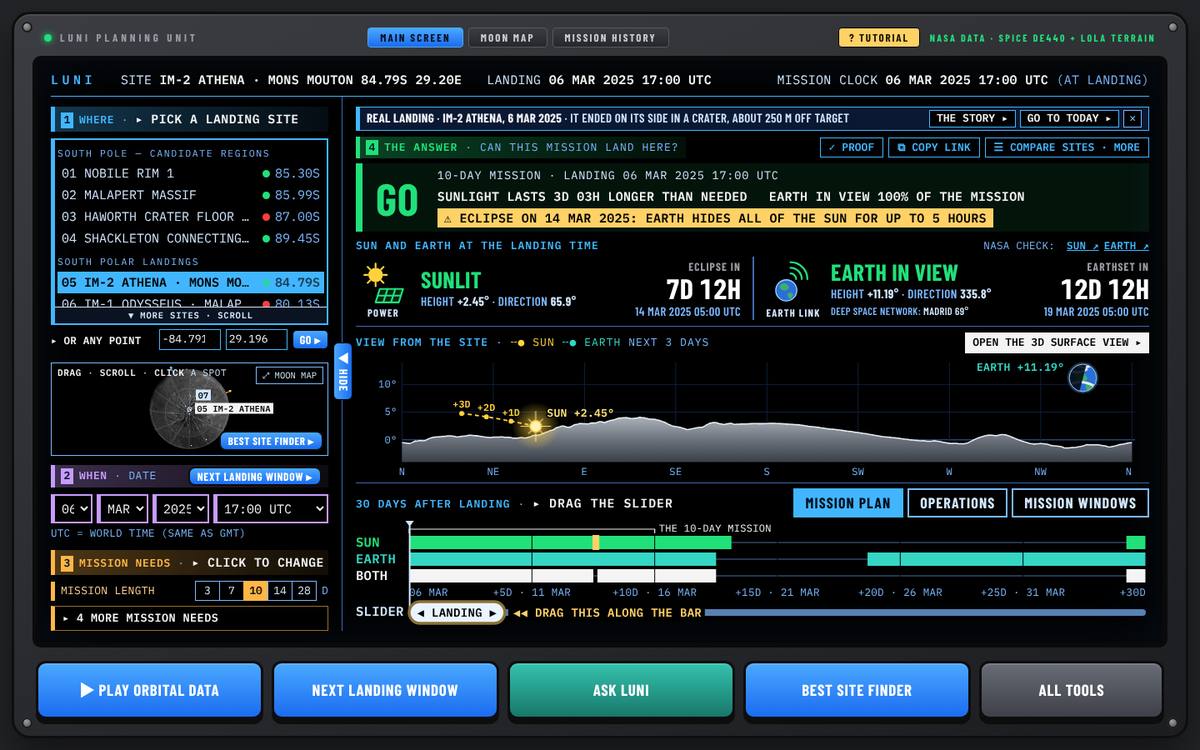 LUNI PLANNING UNIT
MAIN SCREEN
MOON MAP
MISSION HISTORY
? TUTORIAL
NASA DATA · SPICE DE440 + LOLA TERRAIN
LUNI SITE IM-2 ATHENA · MONS MOUTON 84.79S 29.20E LANDING 06 MAR 2025 17:00 UTC
MISSION CLOCK 06 MAR 2025 17:00 UTC (AT LANDING)
1 WHERE · ▸ PICK A LANDING SITE
SOUTH POLE — CANDIDATE REGIONS
01 NOBILE RIM 1 85.30S
02 MALAPERT MASSIF 85.99S
03 HAWORTH CRATER FLOOR … 87.00S
04 SHACKLETON CONNECTING… 89.45S
SOUTH POLAR LANDINGS
05 IM-2 ATHENA · MONS MO… 84.79S
06 IM-1 ODYSSEUS · MALAP 80.13S
▼ MORE SITES · SCROLL
▸ OR ANY POINT
-84.791
29.196
GO ▸
DRAG · SCROLL · CLICK A SPOT
⤢ MOON MAP
07
05 IM-2 ATHENA
BEST SITE FINDER ▸
2 WHEN · DATE
NEXT LANDING WINDOW ▸
06
MAR
2025
17:00 UTC
UTC = WORLD TIME (SAME AS GMT)
3 MISSION NEEDS · ▸ CLICK TO CHANGE
MISSION LENGTH 3 7 10 14 28 D
▸ 4 MORE MISSION NEEDS
◀ HIDE
REAL LANDING · IM-2 ATHENA, 6 MAR 2025 · IT ENDED ON ITS SIDE IN A CRATER, ABOUT 250 M OFF TARGET
THE STORY ▸
GO TO TODAY ▸
×
4 THE ANSWER · CAN THIS MISSION LAND HERE?
✓ PROOF
⧉ COPY LINK
☰ COMPARE SITES · MORE
GO
10-DAY MISSION · LANDING 06 MAR 2025 17:00 UTC
SUNLIGHT LASTS 3D 03H LONGER THAN NEEDED EARTH IN VIEW 100% OF THE MISSION
⚠ ECLIPSE ON 14 MAR 2025: EARTH HIDES ALL OF THE SUN FOR UP TO 5 HOURS
SUN AND EARTH AT THE LANDING TIME
NASA CHECK: SUN ↗ EARTH ↗
POWER
SUNLIT
HEIGHT +2.45° · DIRECTION 65.9°
ECLIPSE IN
7D 12H
14 MAR 2025 05:00 UTC
EARTH LINK
EARTH IN VIEW
HEIGHT +11.19° · DIRECTION 335.8°
DEEP SPACE NETWORK: MADRID 69°
EARTHSET IN
12D 12H
19 MAR 2025 05:00 UTC
VIEW FROM THE SITE · SUN EARTH NEXT 3 DAYS
OPEN THE 3D SURFACE VIEW ▸
EARTH +11.19°
10°
5°
0°
+3D
+2D
+1D
SUN +2.45°
N NE E SE S SW W NW N
30 DAYS AFTER LANDING · ▸ DRAG THE SLIDER
MISSION PLAN
OPERATIONS
MISSION WINDOWS
THE 10-DAY MISSION
SUN
EARTH
BOTH
06 MAR +5D · 11 MAR +10D · 16 MAR +15D · 21 MAR +20D · 26 MAR +25D · 31 MAR +30D
SLIDER ◀ LANDING ▶ ◀◀ DRAG THIS ALONG THE BAR
▶ PLAY ORBITAL DATA
NEXT LANDING WINDOW
ASK LUNI
BEST SITE FINDER
ALL TOOLS